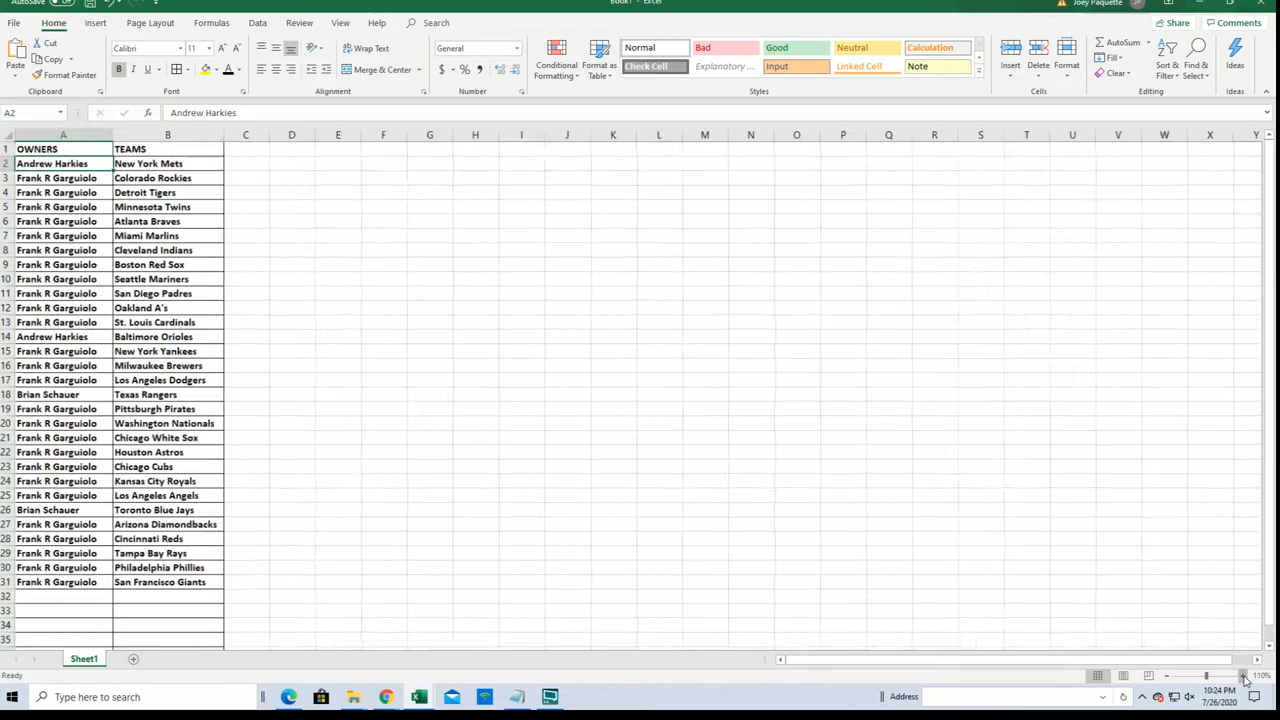 AutoSave Off Book1 - Excel Joey Paquette JP
File Home Insert Page Layout Formulas Data Review View Help Search Share Comments
Paste Cut Copy Format Painter Clipboard
Calibri 11 B I U A Font
Wrap Text Merge & Center Alignment
General $ % , Number
Conditional Formatting Format as Table Normal Bad Good Neutral Calculation
Check Cell Explanatory ... Input Linked Cell Note Styles
Insert Delete Format Cells
AutoSum Fill Clear Sort & Filter Find & Select Editing
Ideas Ideas
A2 fx Andrew Harkies
A B C D E F G H I J K L M N O P Q R S T U V W X Y
1 OWNERS TEAMS
2 Andrew Harkies New York Mets
3 Frank R Garguiolo Colorado Rockies
4 Frank R Garguiolo Detroit Tigers
5 Frank R Garguiolo Minnesota Twins
6 Frank R Garguiolo Atlanta Braves
7 Frank R Garguiolo Miami Marlins
8 Frank R Garguiolo Cleveland Indians
9 Frank R Garguiolo Boston Red Sox
10 Frank R Garguiolo Seattle Mariners
11 Frank R Garguiolo San Diego Padres
12 Frank R Garguiolo Oakland A's
13 Frank R Garguiolo St. Louis Cardinals
14 Andrew Harkies Baltimore Orioles
15 Frank R Garguiolo New York Yankees
16 Frank R Garguiolo Milwaukee Brewers
17 Frank R Garguiolo Los Angeles Dodgers
18 Brian Schauer Texas Rangers
19 Frank R Garguiolo Pittsburgh Pirates
20 Frank R Garguiolo Washington Nationals
21 Frank R Garguiolo Chicago White Sox
22 Frank R Garguiolo Houston Astros
23 Frank R Garguiolo Chicago Cubs
24 Frank R Garguiolo Kansas City Royals
25 Frank R Garguiolo Los Angeles Angels
26 Brian Schauer Toronto Blue Jays
27 Frank R Garguiolo Arizona Diamondbacks
28 Frank R Garguiolo Cincinnati Reds
29 Frank R Garguiolo Tampa Bay Rays
30 Frank R Garguiolo Philadelphia Phillies
31 Frank R Garguiolo San Francisco Giants
32
33
34
35
Sheet1
Ready 110%
Type here to search Address 10:24 PM
7/26/2020